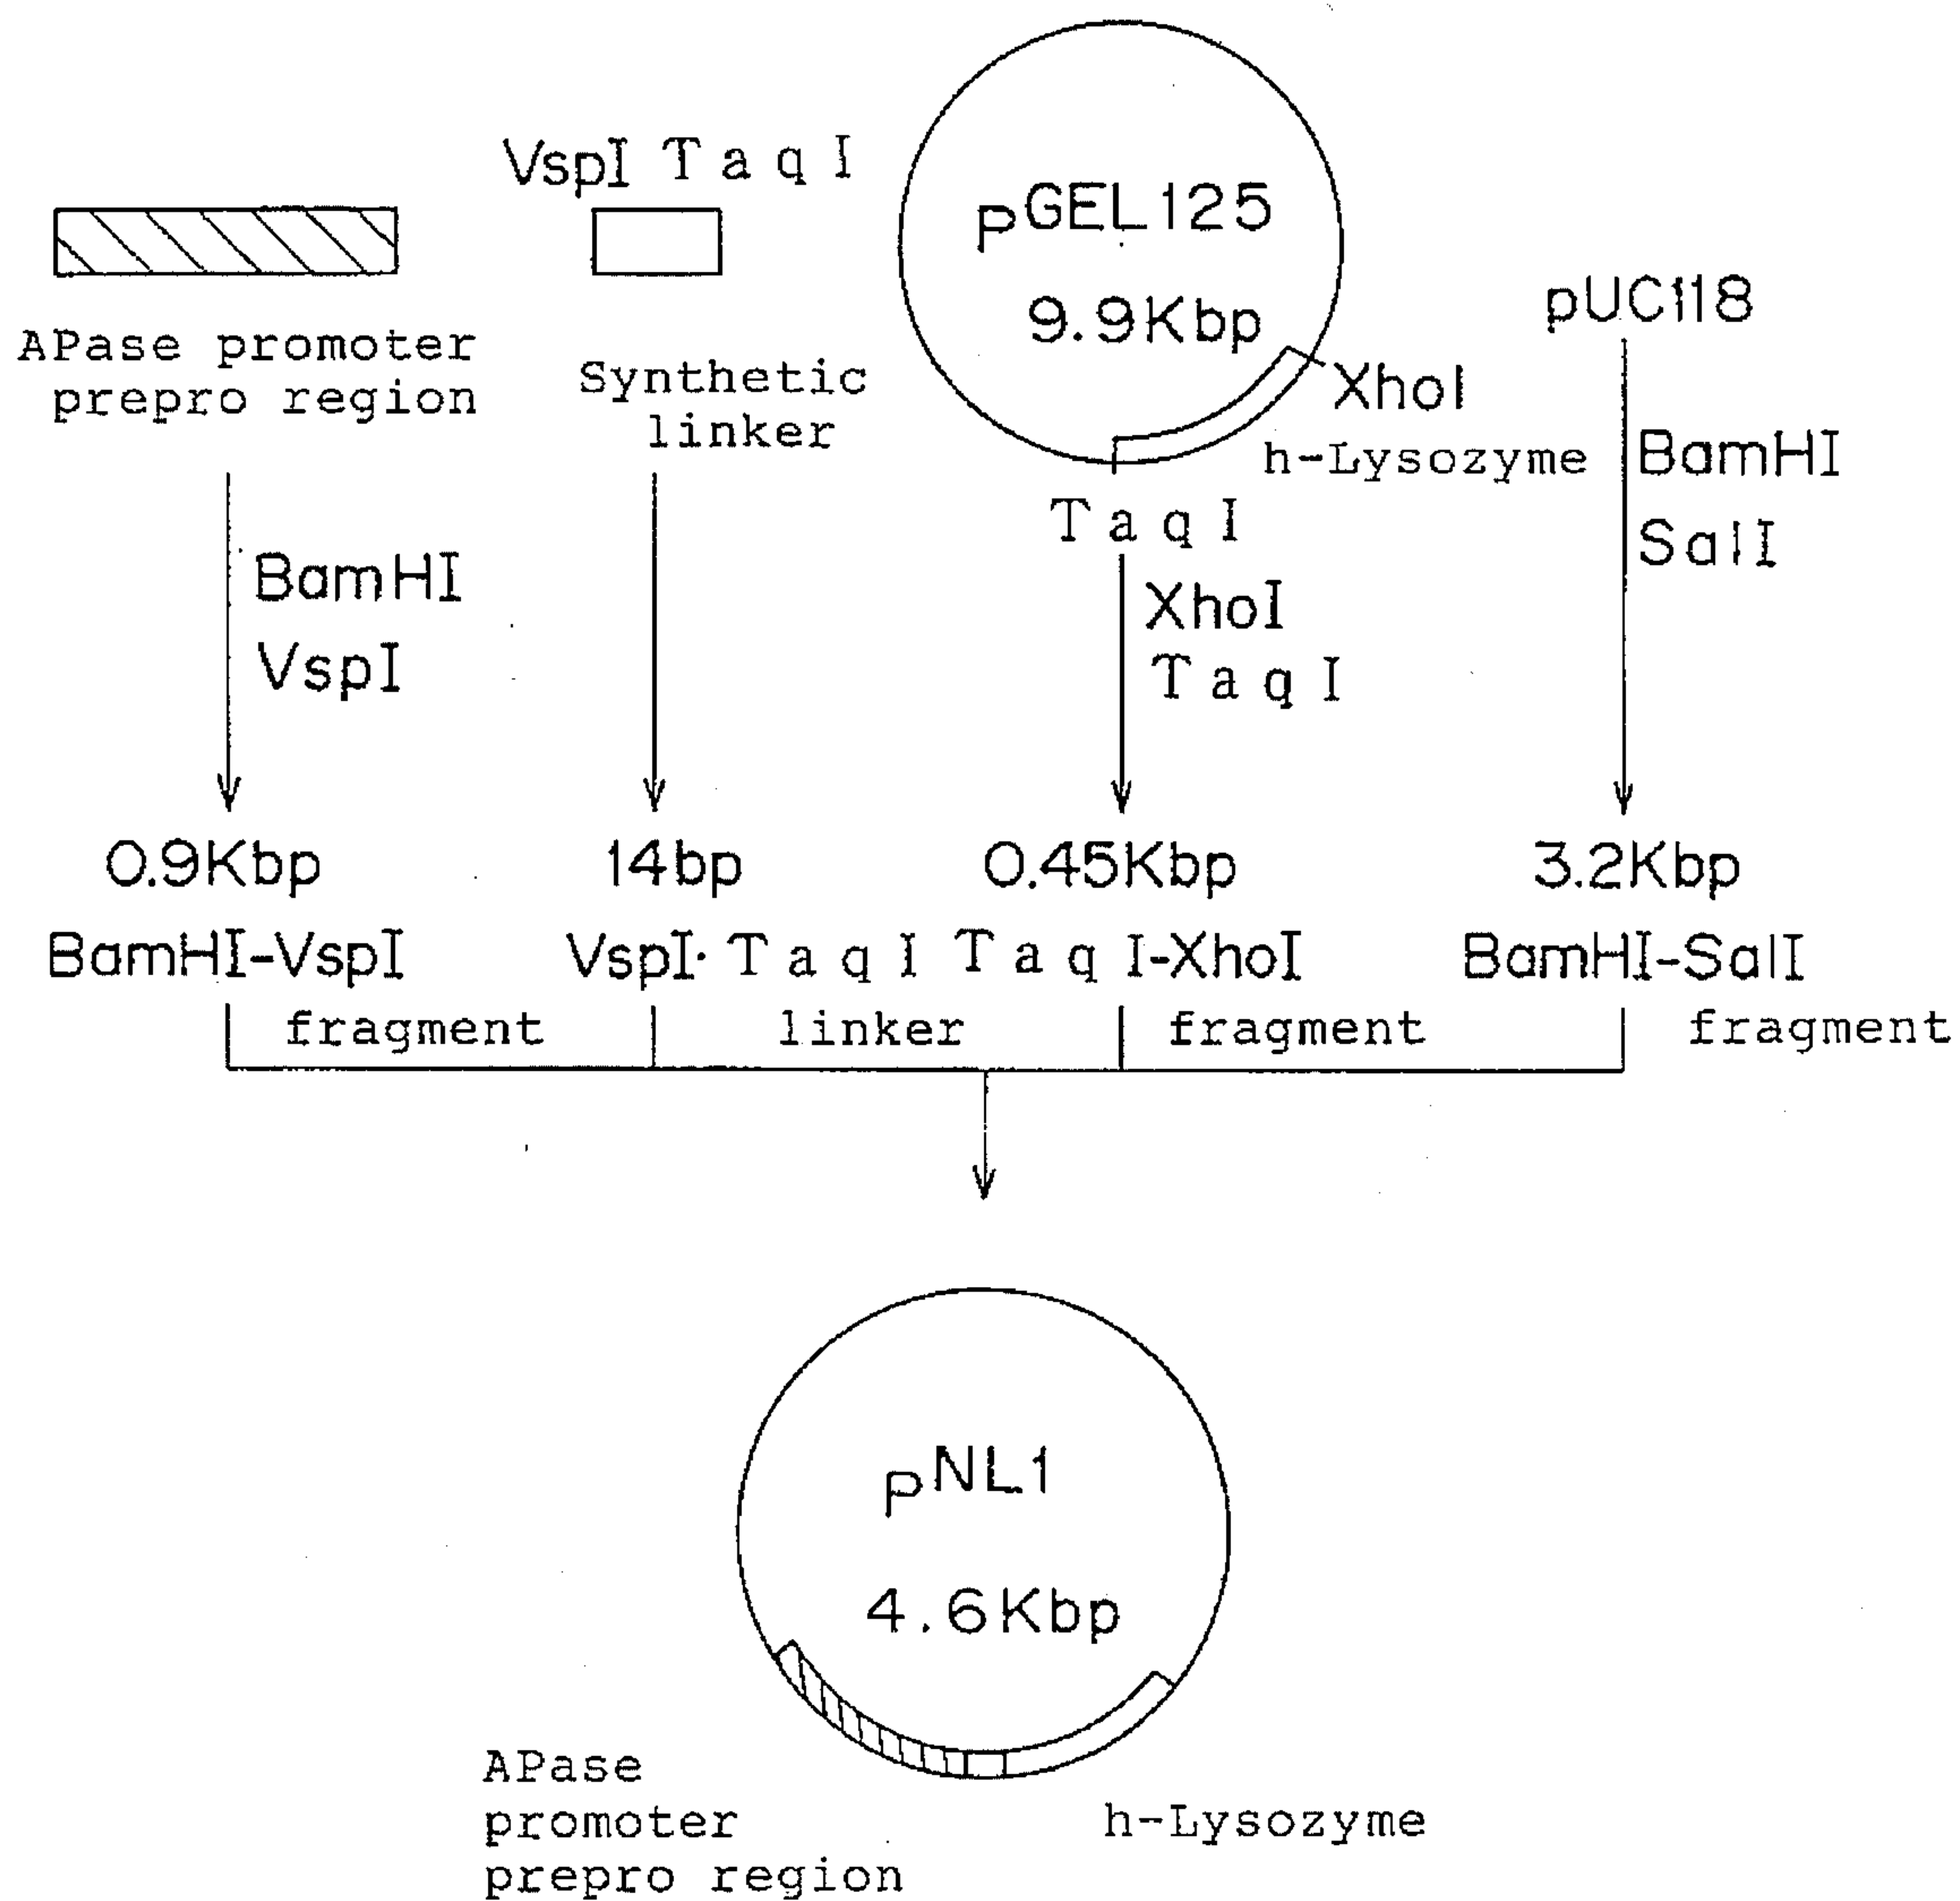 VspI TaqI
pGEL125
9.9Kbp
XhoI
h-Lysozyme
TaqI
pUC118
APase promoter
prepro region
Synthetic
linker
BamHI
VspI
XhoI
TaqI
BamHI
SalI
0.9Kbp
BamHI-VspI
fragment
14bp
VspI·TaqI
linker
0.45Kbp
TaqI-XhoI
fragment
3.2Kbp
BamHI-SalI
fragment
pNL1
4.6Kbp
APase
promoter
prepro region
h-Lysozyme